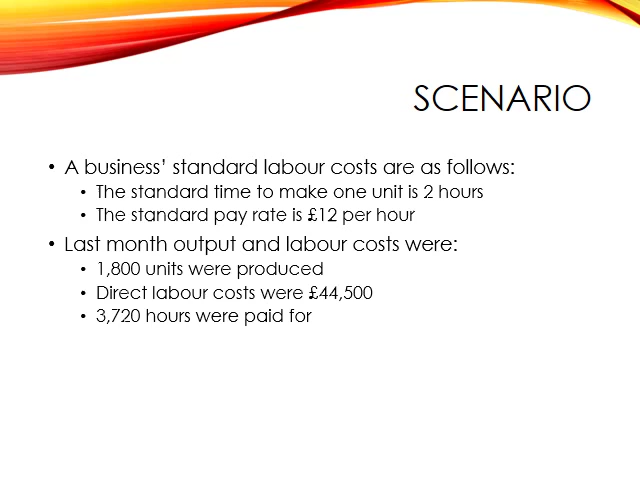 SCENARIO
• A business’ standard labour costs are as follows:
• The standard time to make one unit is 2 hours
• The standard pay rate is £12 per hour
• Last month output and labour costs were:
• 1,800 units were produced
• Direct labour costs were £44,500
• 3,720 hours were paid for